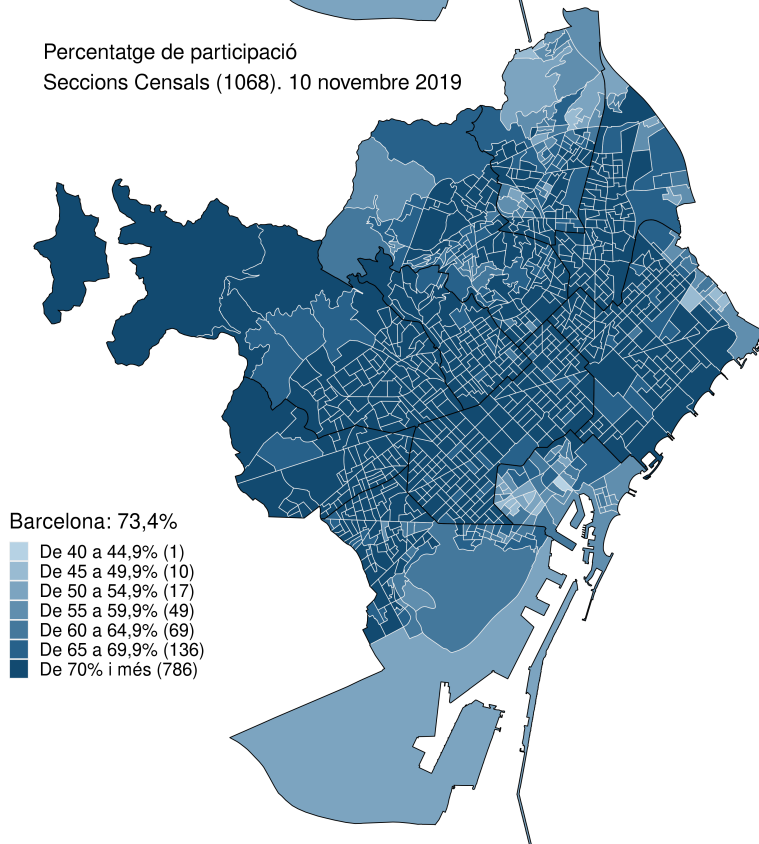 Percentatge de participació
Seccions Censals (1068). 10 novembre 2019
Barcelona: 73,4%
De 40 a 44,9% (1)
De 45 a 49,9% (10)
De 50 a 54,9% (17)
De 55 a 59,9% (49)
De 60 a 64,9% (69)
De 65 a 69,9% (136)
De 70% i més (786)